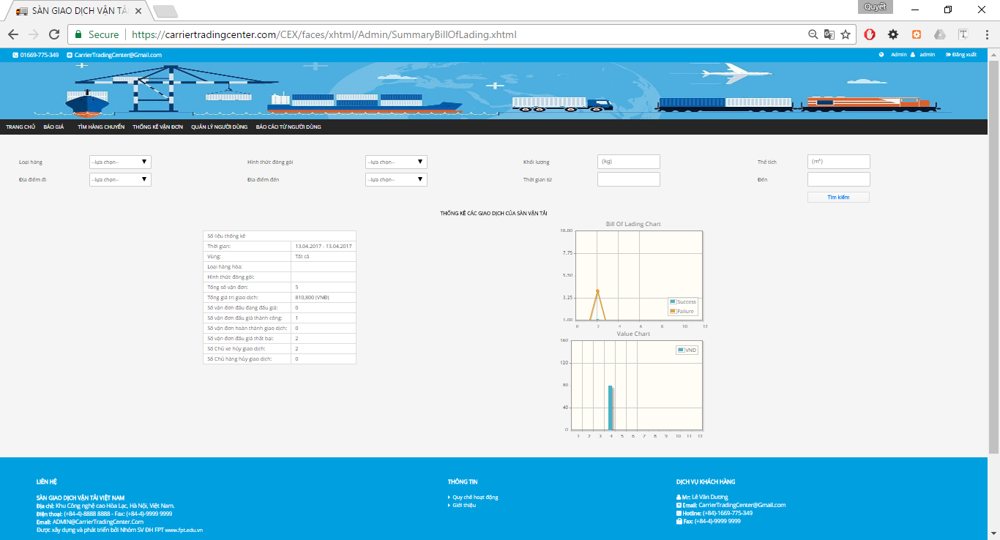 Quyết
SÀN GIAO DỊCH VẬN TẢ
Secure https://carriertradingcenter.com/CEX/faces/xhtml/Admin/SummaryBillOfLading.xhtml
01669-775-349 CarrierTradingCenter@Gmail.com Admin admin Đăng xuất
TRANG CHỦ BÁO GIÁ TÌM HÀNG CHUYẾN THỐNG KÊ VẬN ĐƠN QUẢN LÝ NGƯỜI DÙNG BÁO CÁO TỪ NGƯỜI DÙNG
Loại hàng --lựa chọn-- Hình thức đóng gói --lựa chọn-- Khối lượng (kg) Thể tích (m³)
Địa điểm đi --lựa chọn-- Địa điểm đến --lựa chọn-- Thời gian từ Đến
Tìm kiếm
THỐNG KÊ CÁC GIAO DỊCH CỦA SÀN VẬN TẢI
Số liệu thống kê
Thời gian: 13.04.2017 - 13.04.2017
Vùng: Tất cả
Loại hàng hóa:
Hình thức đóng gói:
Tổng số vận đơn: 5
Tổng giá trị giao dịch: 810,800 (VNĐ)
Số vận đơn đấu đang đấu giá: 0
Số vận đơn đấu giá thành công: 1
Số vận đơn hoàn thành giao dịch: 0
Số vận đơn đấu giá thất bại: 2
Số Chủ xe hủy giao dịch: 2
Số Chủ hàng hủy giao dịch: 0
Bill Of Lading Chart
10.00
7.75
5.50
3.25
1.00
Success
Failure
0 2 4 6 8 10 12
Value Chart
160
120
80
40
0
VND
1 2 3 4 5 6 7 8 9 10 11 12
LIÊN HỆ
SÀN GIAO DỊCH VẬN TẢI VIỆT NAM
Địa chỉ: Khu Công nghệ cao Hòa Lạc, Hà Nội, Việt Nam.
Điện thoại: (+84-4)-8888 8888 - Fax: (+84-4)-9999 9999
Email: ADMIN@CarrierTradingCenter.Com
Được xây dựng và phát triển bởi Nhóm SV ĐH FPT www.fpt.edu.vn
THÔNG TIN
Quy chế hoạt động
Giới thiệu
DỊCH VỤ KHÁCH HÀNG
Mr: Lê Văn Dương
Email: CarrierTradingCenter@Gmail.com
Hotline: (+84)-1669-775-349
Fax: (+84-4)-9999 9999